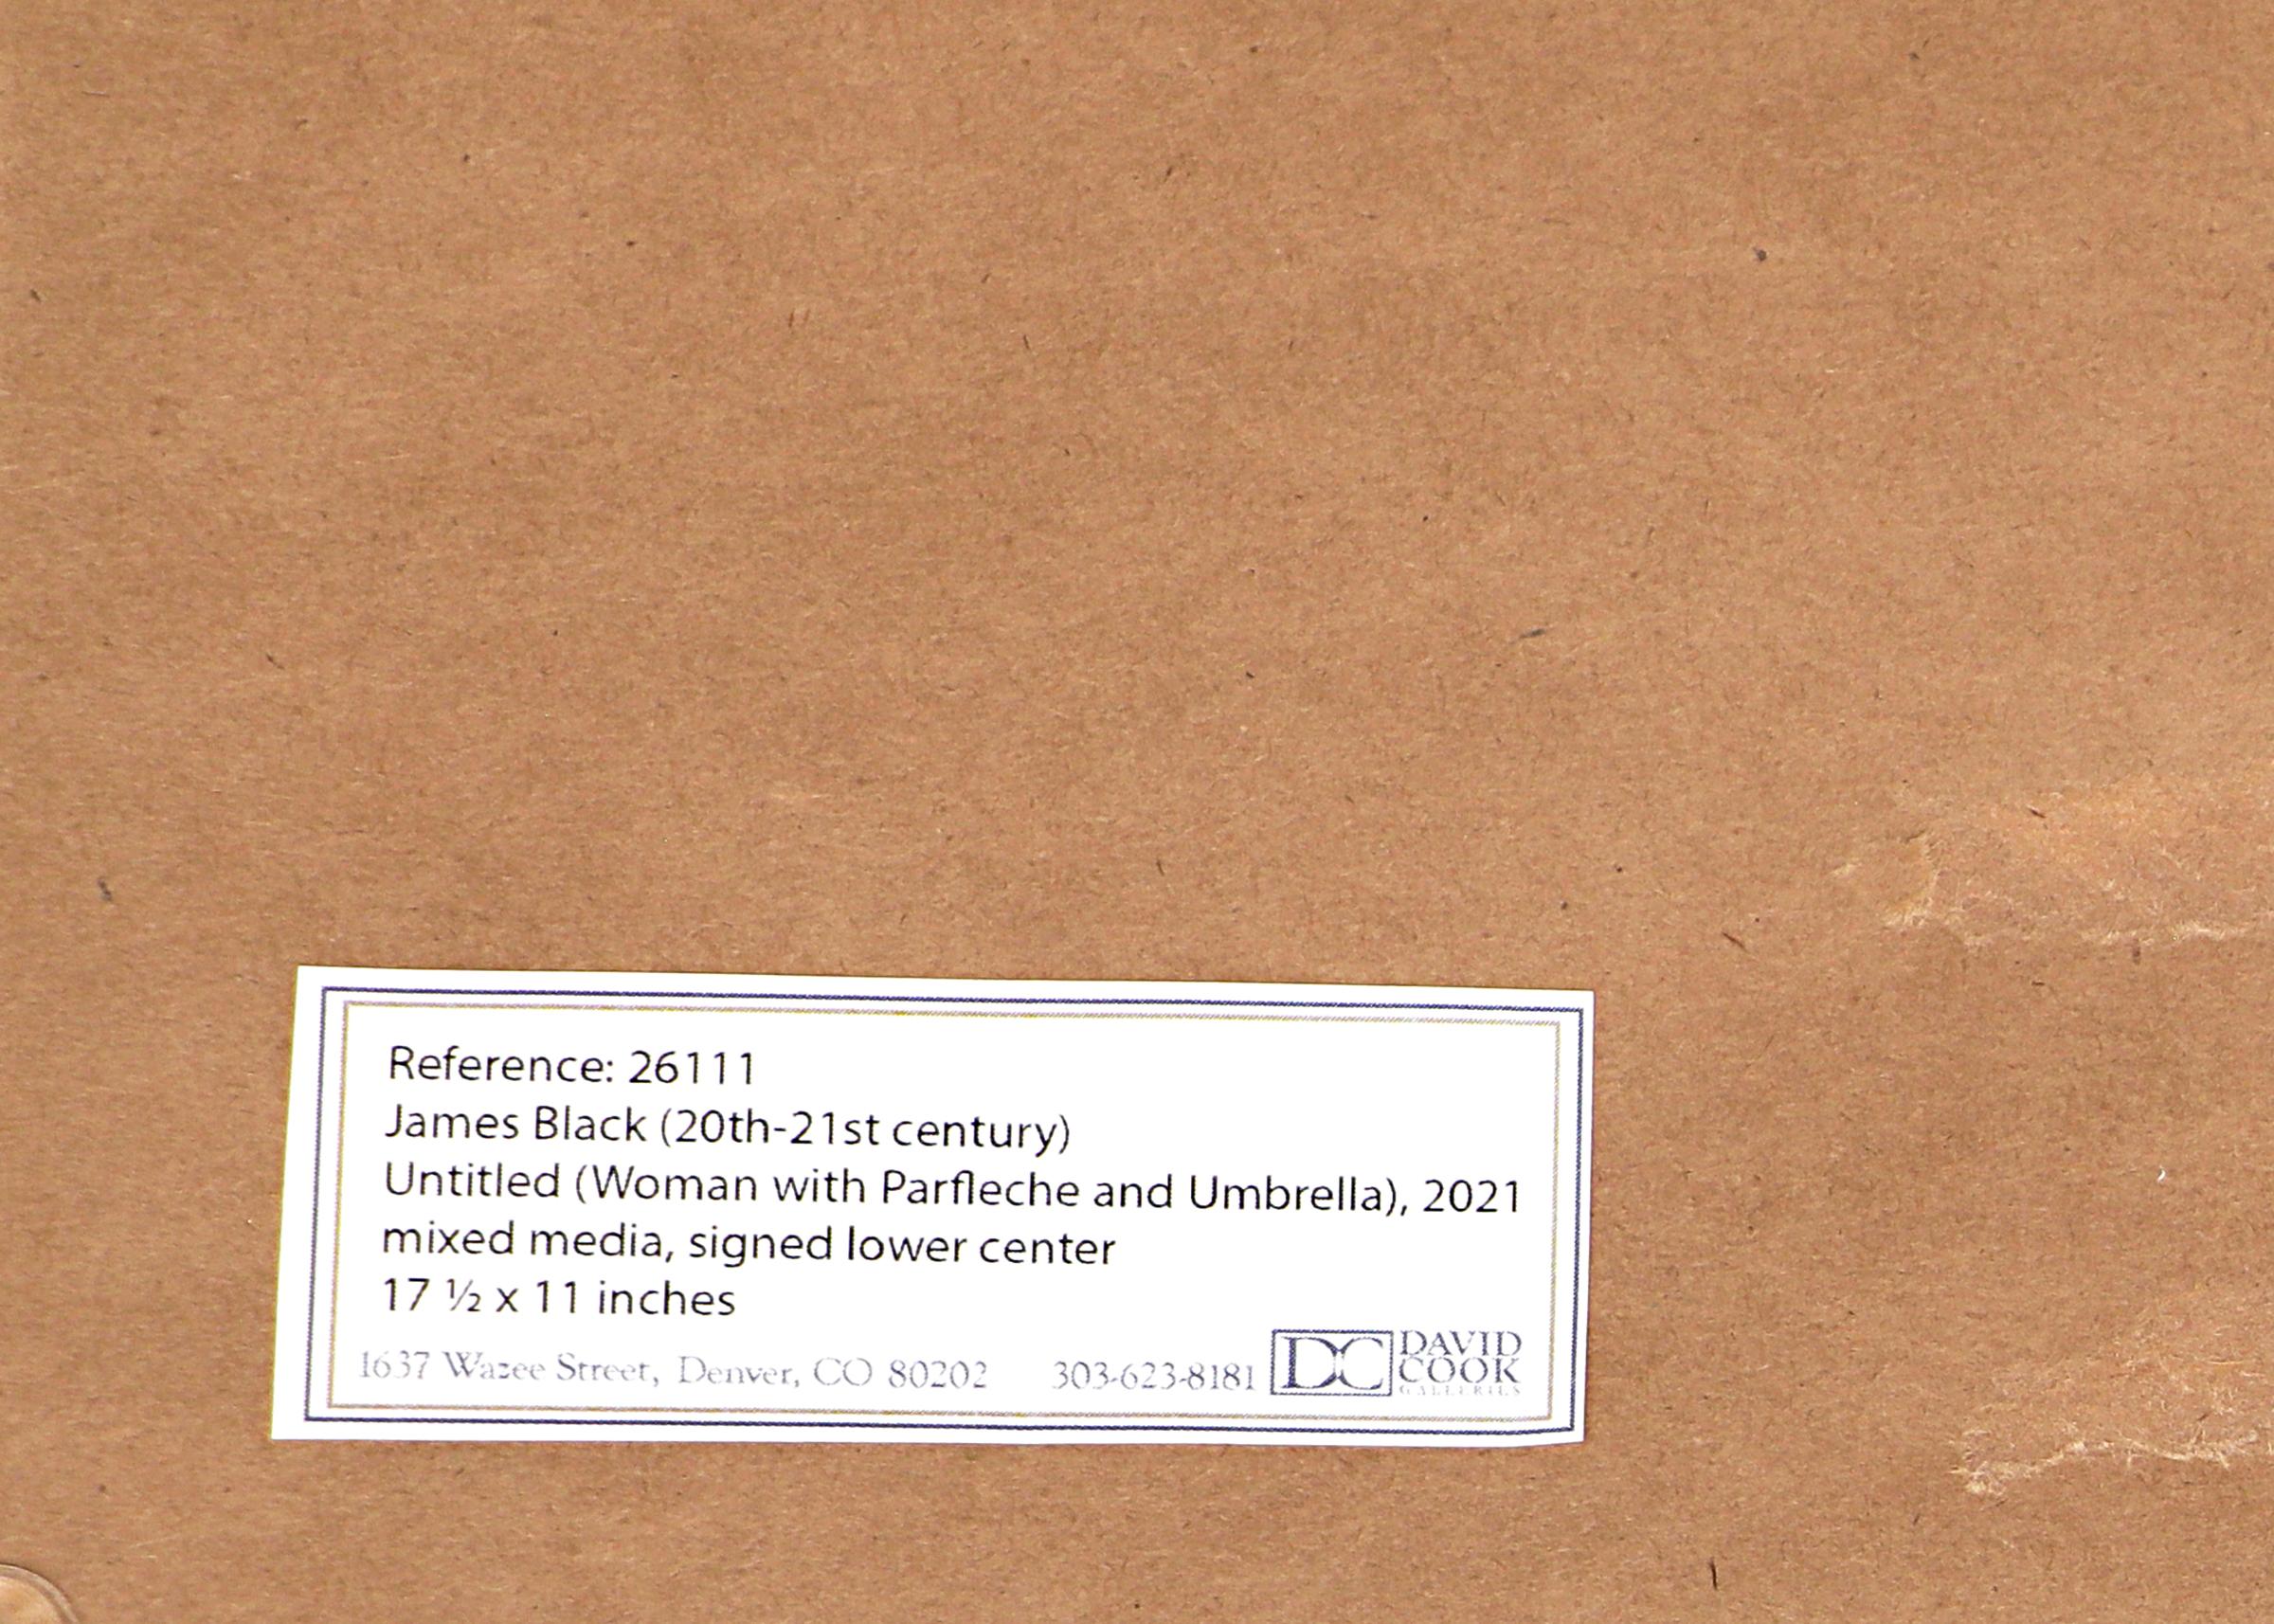 Reference: 26111
James Black (20th-21st century)
Untitled (Woman with Parfleche and Umbrella), 2021
mixed media, signed lower center
17 ½ x 11 inches
1637 Wazee Street, Denver, CO 80202 303-623-8181
DC DAVID
COOK
GALLERIES